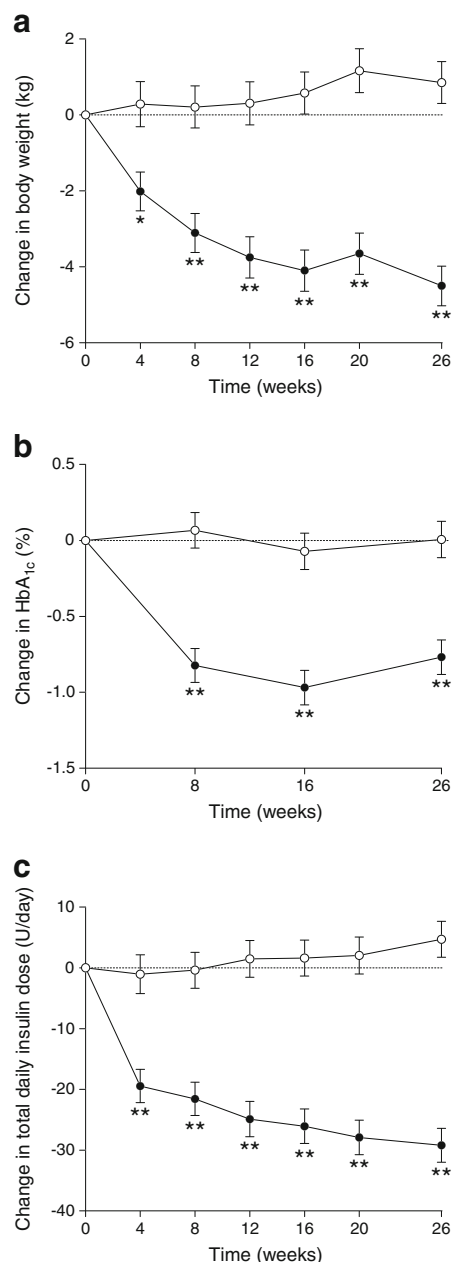 a
Change in body weight (kg)
2
0
-2
-4
-6
*
**
**
**
**
**
0 4 8 12 16 20 26
Time (weeks)
b
Change in HbA1c (%)
0.5
0
-0.5
-1.0
-1.5
**
**
**
0 8 16 26
Time (weeks)
c
Change in total daily insulin dose (U/day)
10
0
-10
-20
-30
-40
**
**
**
**
**
**
0 4 8 12 16 20 26
Time (weeks)